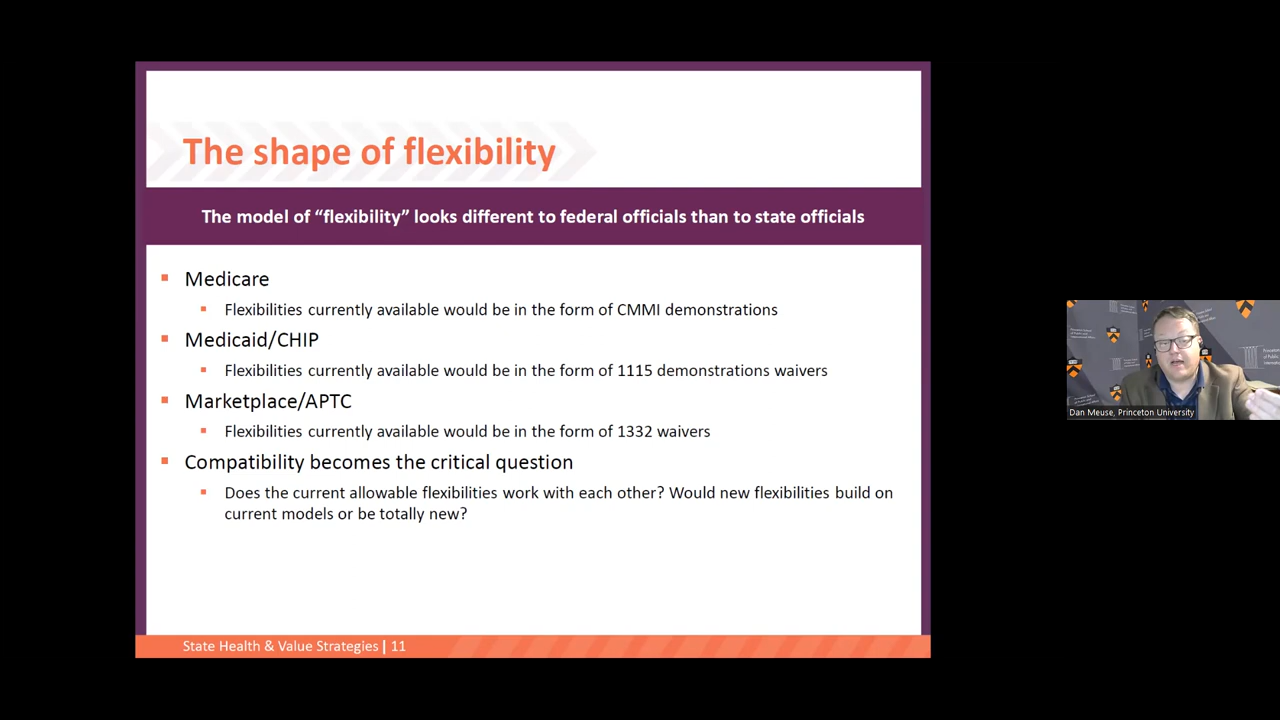 The shape of flexibility
The model of “flexibility” looks different to federal officials than to state officials
Medicare
Flexibilities currently available would be in the form of CMMI demonstrations
Medicaid/CHIP
Flexibilities currently available would be in the form of 1115 demonstrations waivers
Marketplace/APTC
Flexibilities currently available would be in the form of 1332 waivers
Compatibility becomes the critical question
Does the current allowable flexibilities work with each other? Would new flexibilities build on
current models or be totally new?
State Health & Value Strategies | 11
Dan Meuse, Princeton University